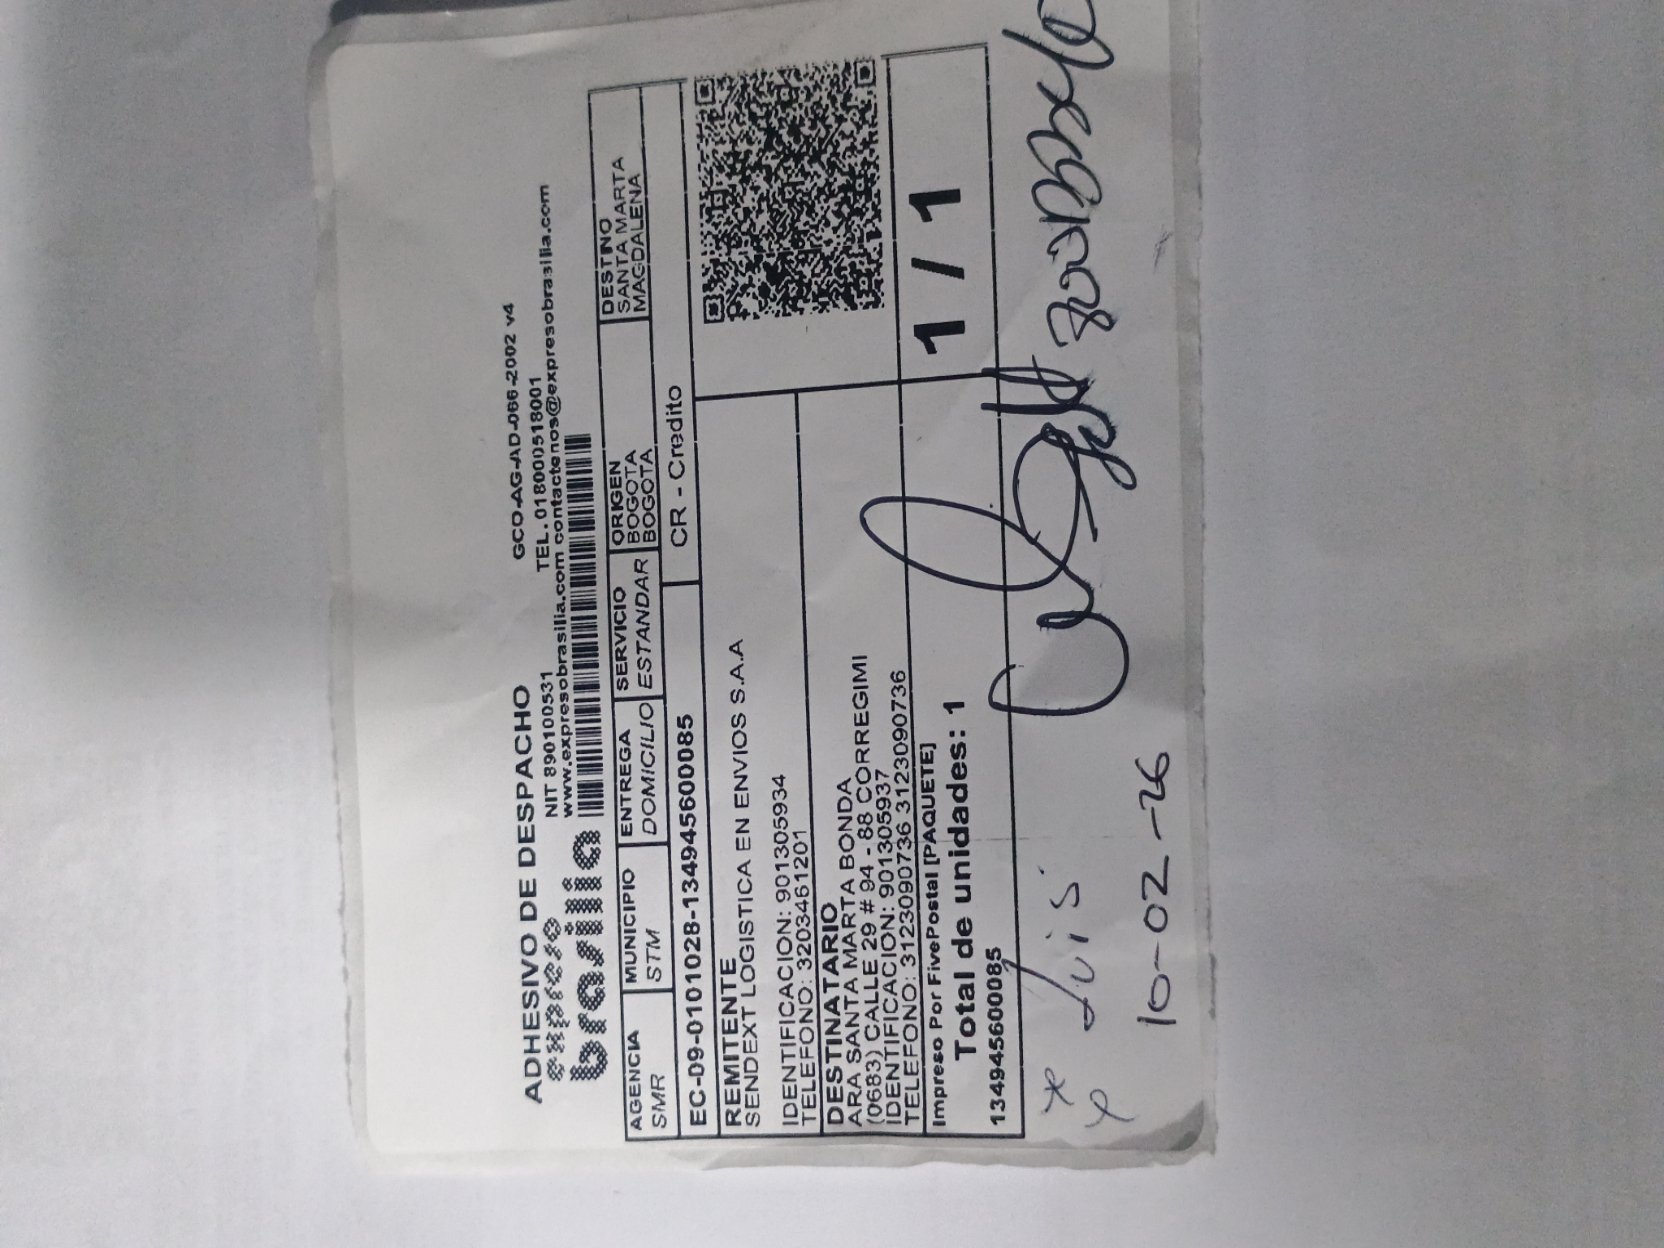 ADHESIVO DE DESPACHO
GCO-AG-AD-066-2002 v4
expreso
brasilia
NIT 890100531
TEL. 018000518001
www.expresobrasilia.com contactenos@expresobrasilia.com
AGENCIA
SMR
MUNICIPIO
STM
ENTREGA
DOMICILIO
SERVICIO
ESTANDAR
ORIGEN
BOGOTA
BOGOTA
DESTINO
SANTA MARTA
MAGDALENA
EC-09-0101028-134945600085
CR - Credito
REMITENTE
SENDEXT LOGISTICA EN ENVIOS S.A.A
IDENTIFICACION: 901305934
TELEFONO: 3203461201
DESTINATARIO
ARA SANTA MARTA BONDA
(0683) CALLE 29 # 94 - 88 CORREGIMI
IDENTIFICACION: 901305937
TELEFONO: 3123090736 3123090736
Impreso Por FivePostal [PAQUETE]
Total de unidades: 1
1 / 1
134945600085
x Luis
10-02-26